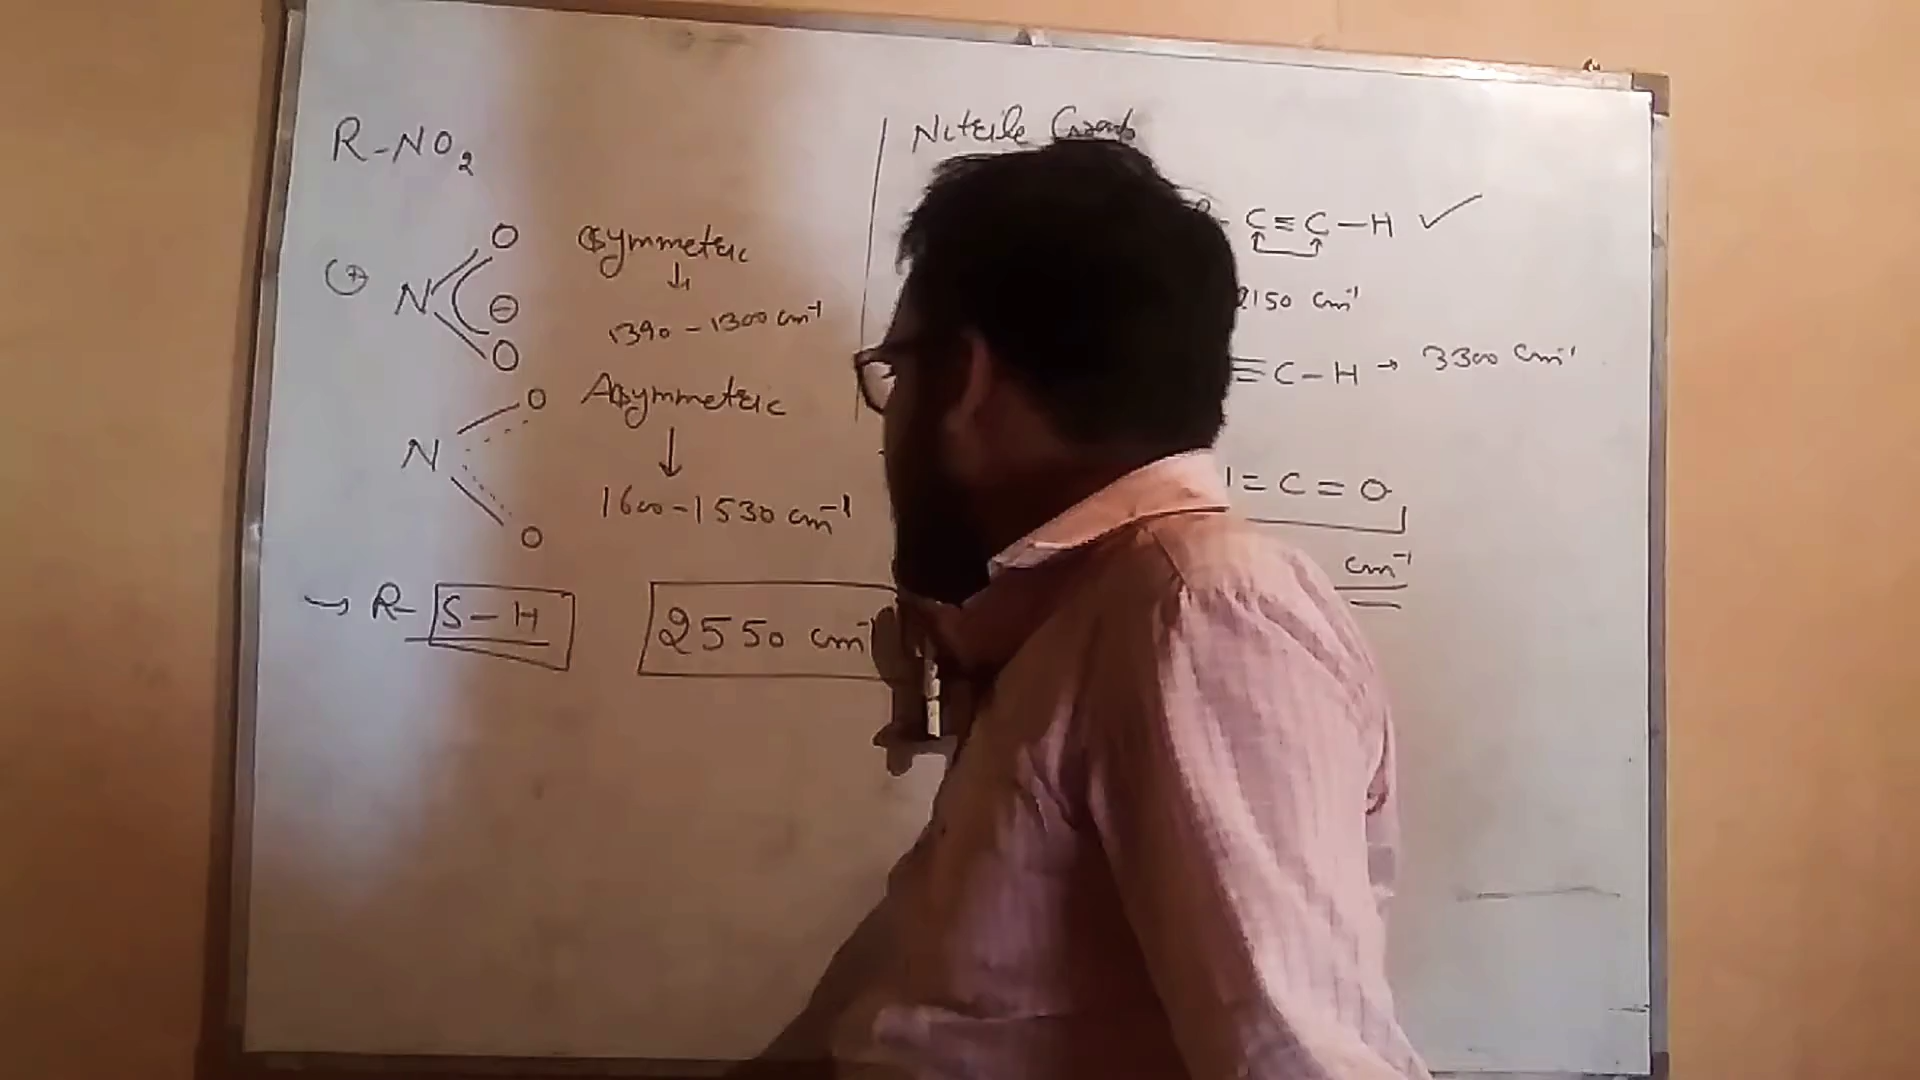 R-NO₂
O
⊕ N ⊖
O
Symmetric
↓
1390 - 1300 cm⁻¹
O
N
O
Asymmetric
↓
1600 - 1530 cm⁻¹
→ R- S-H 2550 cm⁻¹
Nitrile Group
- C≡C-H ✓
2150 cm⁻¹
≡C-H → 3300 cm⁻¹
=C=O
cm⁻¹